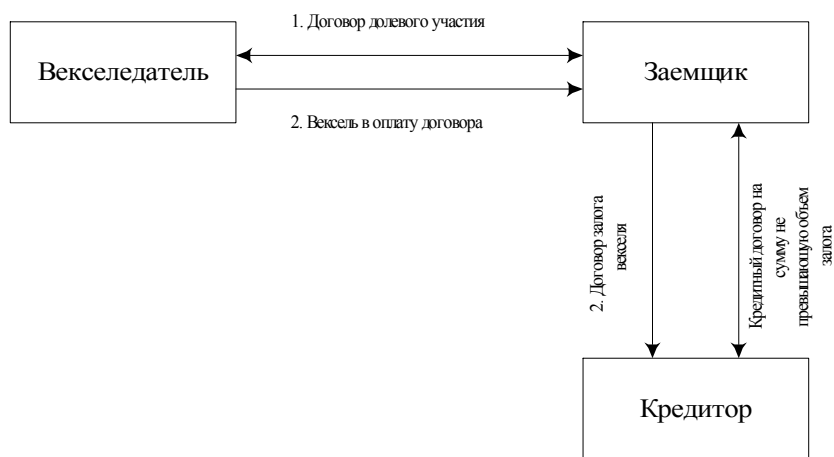 1. Договор долевого участия
Векселедатель
Заемщик
2. Вексель в оплату договора
2. Договор залога
векселя
Кредитный договор на
сумму не
превышающую объем
залога
Кредитор